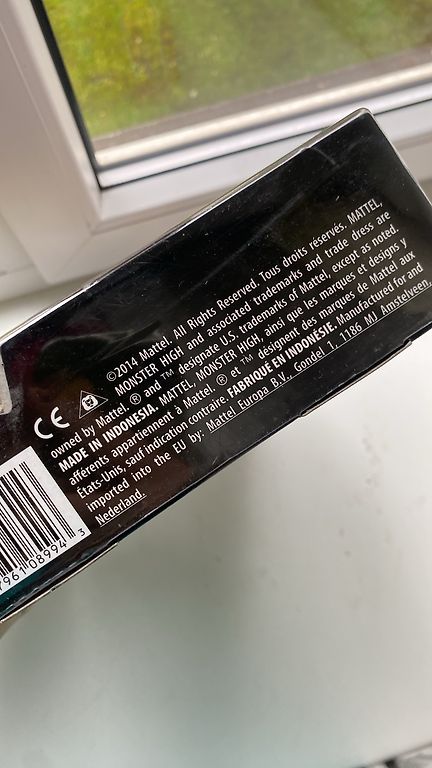 ©2014 Mattel. All Rights Reserved. Tous droits réservés. MATTEL,
MONSTER HIGH and associated trademarks and trade dress are
owned by Mattel. ® and ™ designate U.S. trademarks of Mattel, except as noted.
MADE IN INDONESIA. MATTEL, MONSTER HIGH, ainsi que les marques et designs y
afférents appartiennent à Mattel. ® et ™ désignent des marques de Mattel aux
États-Unis, sauf indication contraire. FABRIQUÉ EN INDONÉSIE. Manufactured for and
imported into the EU by: Mattel Europa B.V., Gondel 1, 1186 MJ Amstelveen,
Nederland.
CE
7961 08994 3